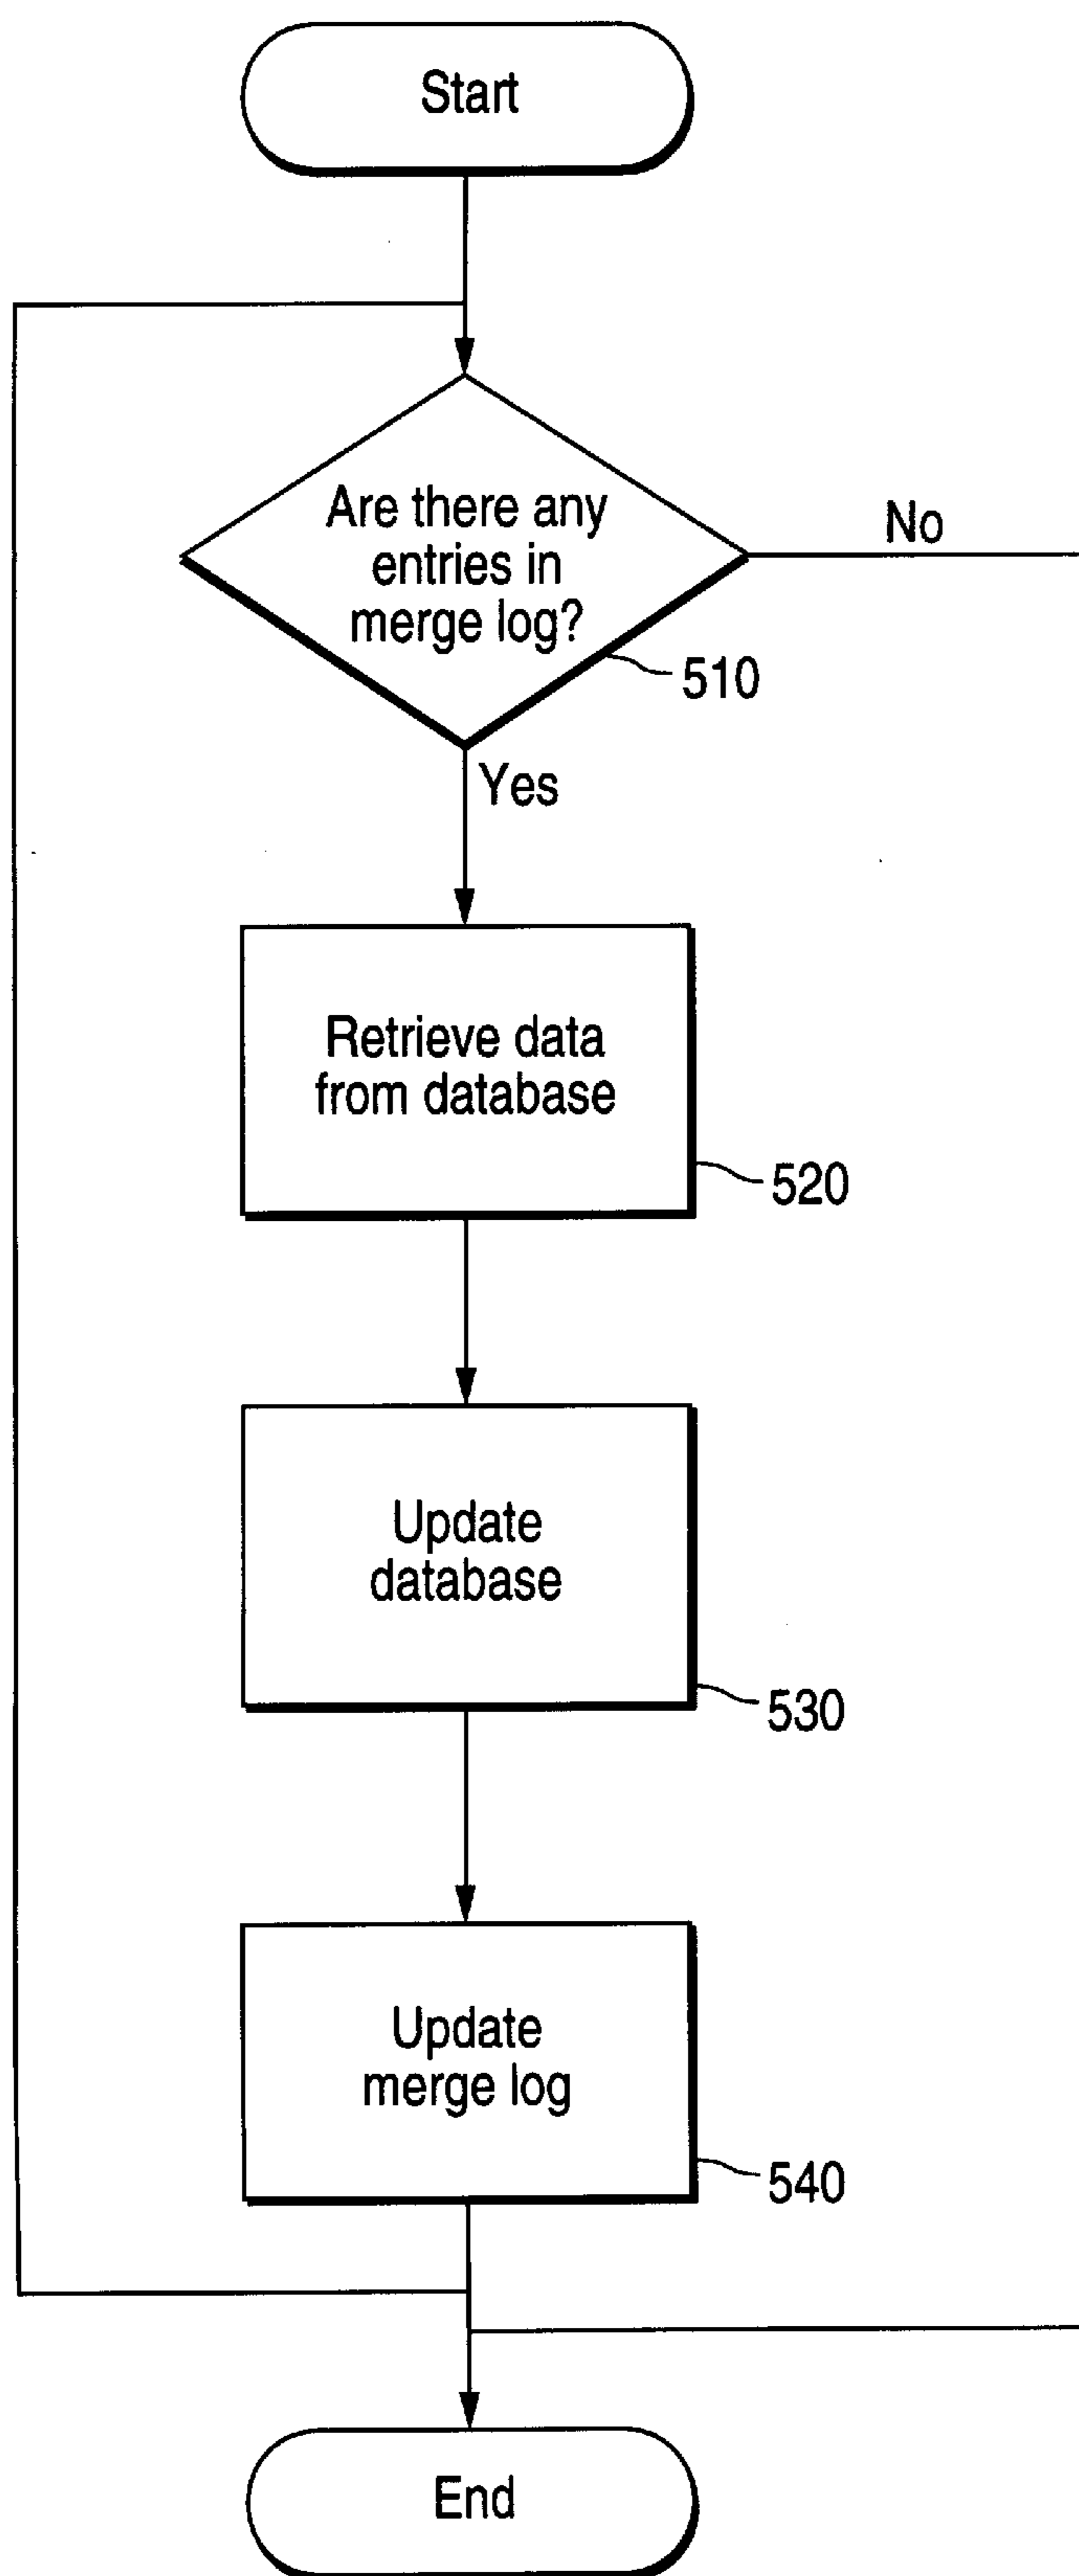 Start
Are there any
entries in
merge log?
No
510
Yes
Retrieve data
from database
520
Update
database
530
Update
merge log
540
End